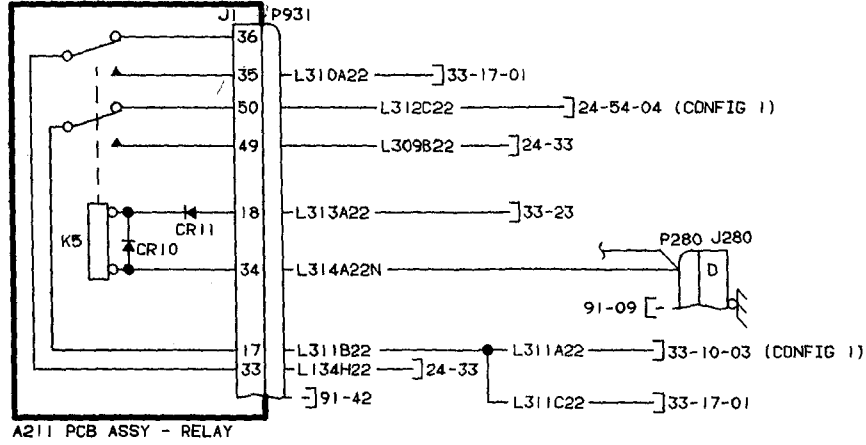 J1 P931
36
35 L310A22 33-17-01
50 L312C22 24-54-04 (CONFIG 1)
49 L309B22 24-33
18 L313A22 33-23
CR11
K5
CR10
P280 J280
34 L314A22N D
91-09
17 L311B22 L311A22 33-10-03 (CONFIG 1)
33 L134H22 24-33
91-42 L311C22 33-17-01
A211 PCB ASSY - RELAY